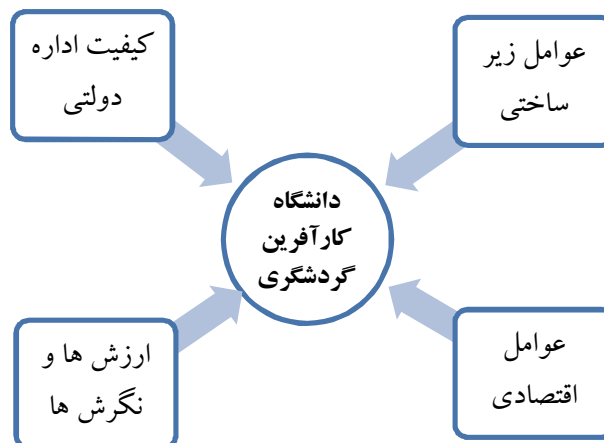 عوامل زیر
ساختی
کیفیت اداره
دولتی
دانشگاه
کارآفرین
گردشگری
عوامل
اقتصادی
ارزش ها و
نگرش ها